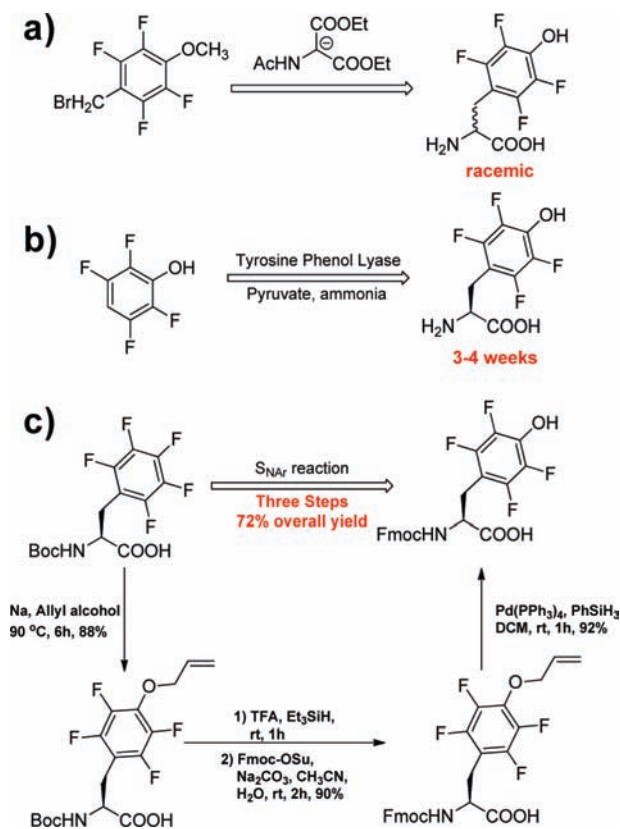 a)
F
F
OCH3
BrH2C
F
F
COOEt
⊖
AcHN
COOEt
F
OH
F
F
F
H2N
COOH
racemic
b)
F
F
OH
F
F
Tyrosine Phenol Lyase
Pyruvate, ammonia
F
OH
F
F
F
H2N
COOH
3-4 weeks
c)
F
F
F
F
F
BocHN
COOH
SNAr reaction
Three Steps
72% overall yield
F
OH
F
F
F
FmocHN
COOH
Na, Allyl alcohol
90 °C, 6h, 88%
Pd(PPh3)4, PhSiH3
DCM, rt, 1h, 92%
F
O
F
F
F
BocHN
COOH
1) TFA, Et3SiH,
rt, 1h
2) Fmoc-OSu,
Na2CO3, CH3CN,
H2O, rt, 2h, 90%
F
O
F
F
F
FmocHN
COOH